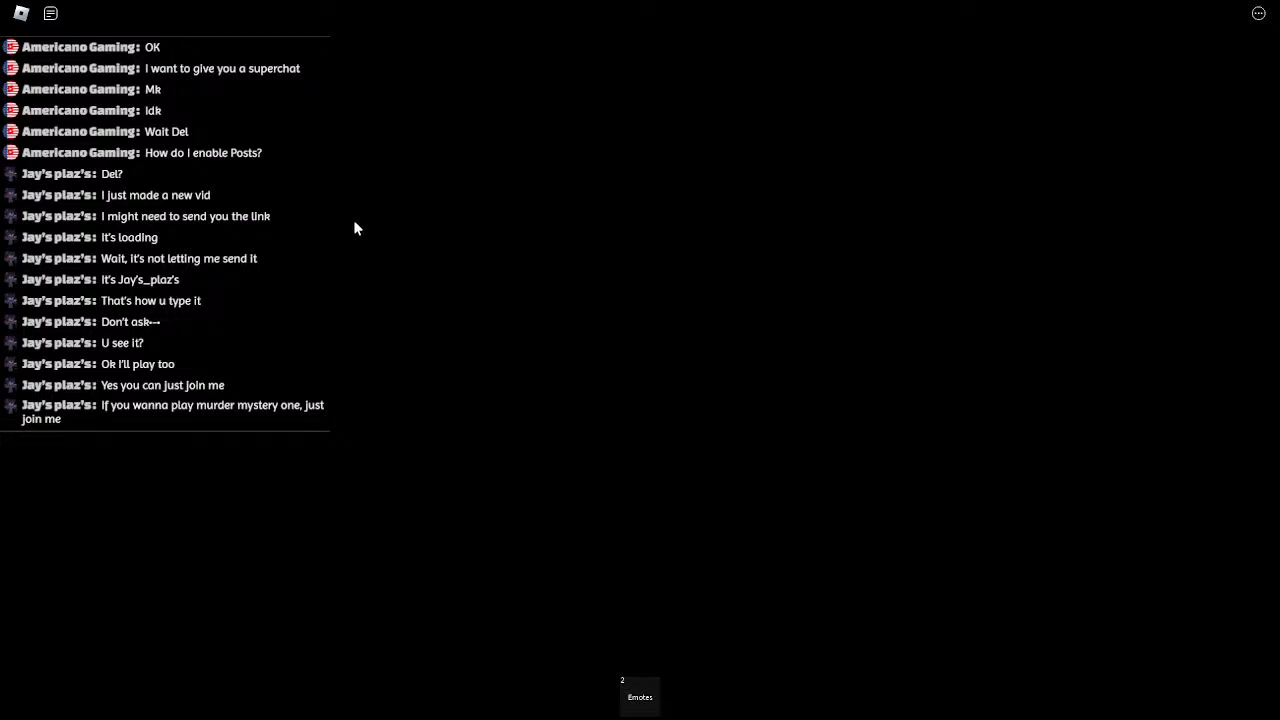 Americano Gaming: OK
Americano Gaming: I want to give you a superchat
Americano Gaming: Mk
Americano Gaming: Idk
Americano Gaming: Wait Del
Americano Gaming: How do I enable Posts?
Jay's plaz's: Del?
Jay's plaz's: I just made a new vid
Jay's plaz's: I might need to send you the link
Jay's plaz's: It's loading
Jay's plaz's: Wait, it's not letting me send it
Jay's plaz's: It's Jay's_plaz's
Jay's plaz's: That's how u type it
Jay's plaz's: Don't ask---
Jay's plaz's: U see it?
Jay's plaz's: Ok I'll play too
Jay's plaz's: Yes you can just join me
Jay's plaz's: If you wanna play murder mystery one, just
join me
2
Emotes